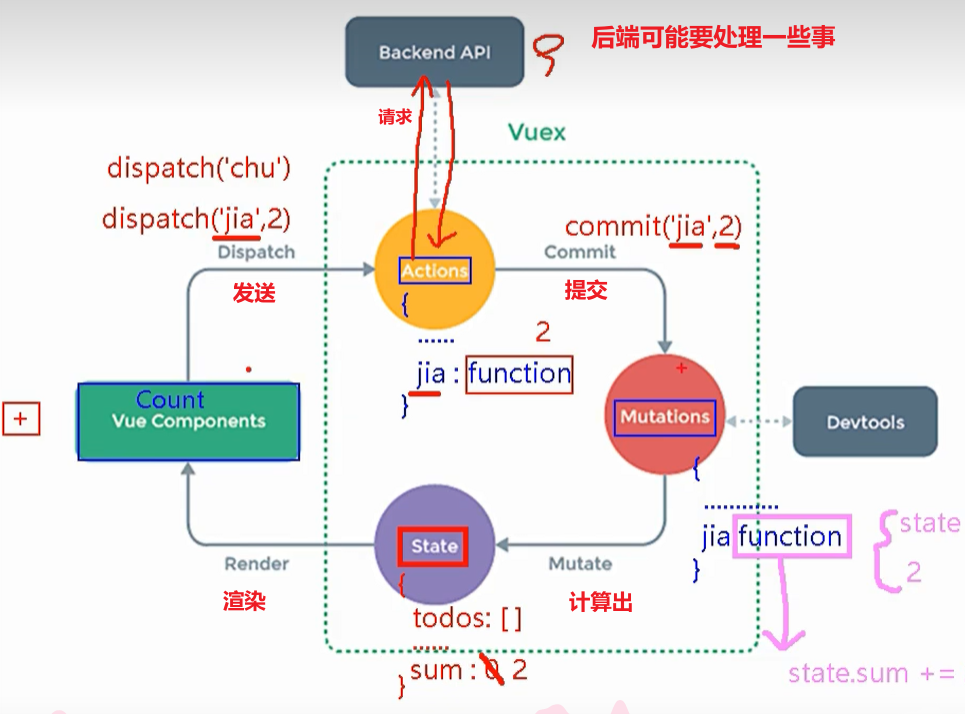 Backend API
后端可能要处理一些事
请求
Vuex
dispatch('chu')
dispatch('jia',2)
commit('jia',2)
Dispatch
Commit
发送
Actions
提交
{
......
2
jia : function
}
+
Count
Vue Components
+
Mutations
Devtools
{
............
jia function
}
state
2
State
Render
Mutate
渲染
计算出
{
todos: [ ]
......
sum : 0 2
}
state.sum +=